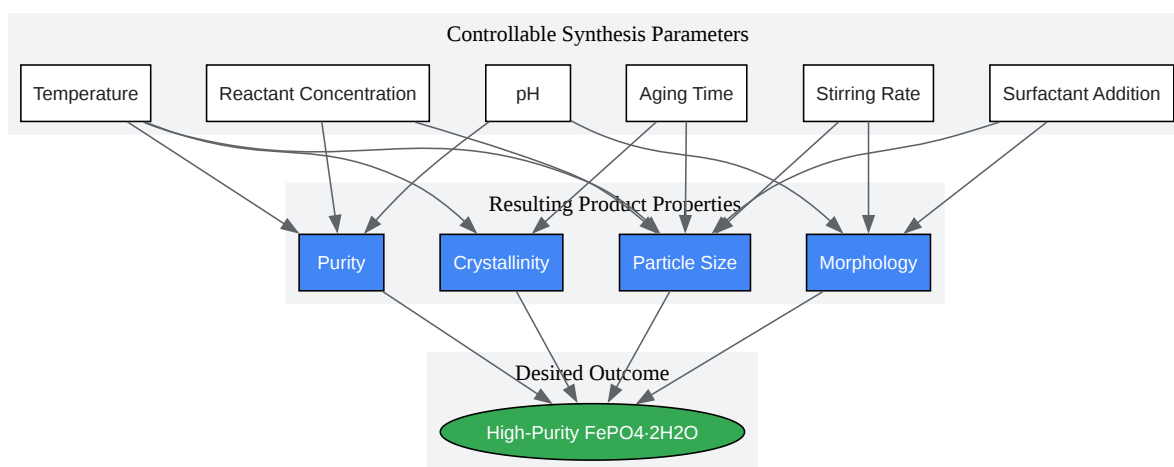 Controllable Synthesis Parameters
Temperature
Reactant Concentration
pH
Aging Time
Stirring Rate
Surfactant Addition
Resulting Product Properties
Purity
Crystallinity
Particle Size
Morphology
Desired Outcome
High-Purity FePO4·2H2O